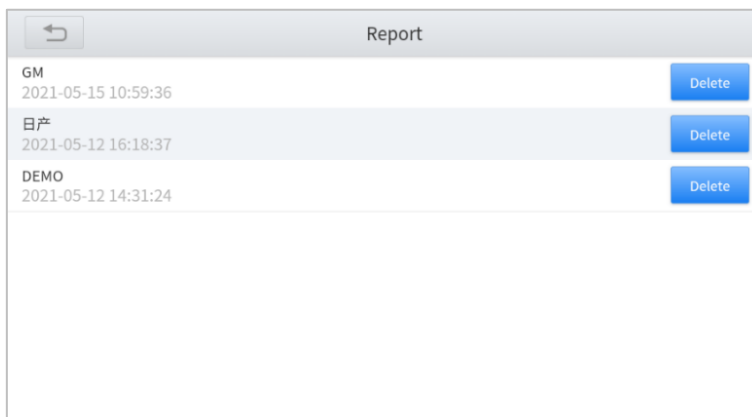 Report
GM
Delete
2021-05-15 10:59:36
日产
Delete
2021-05-12 16:18:37
DEMO
Delete
2021-05-12 14:31:24